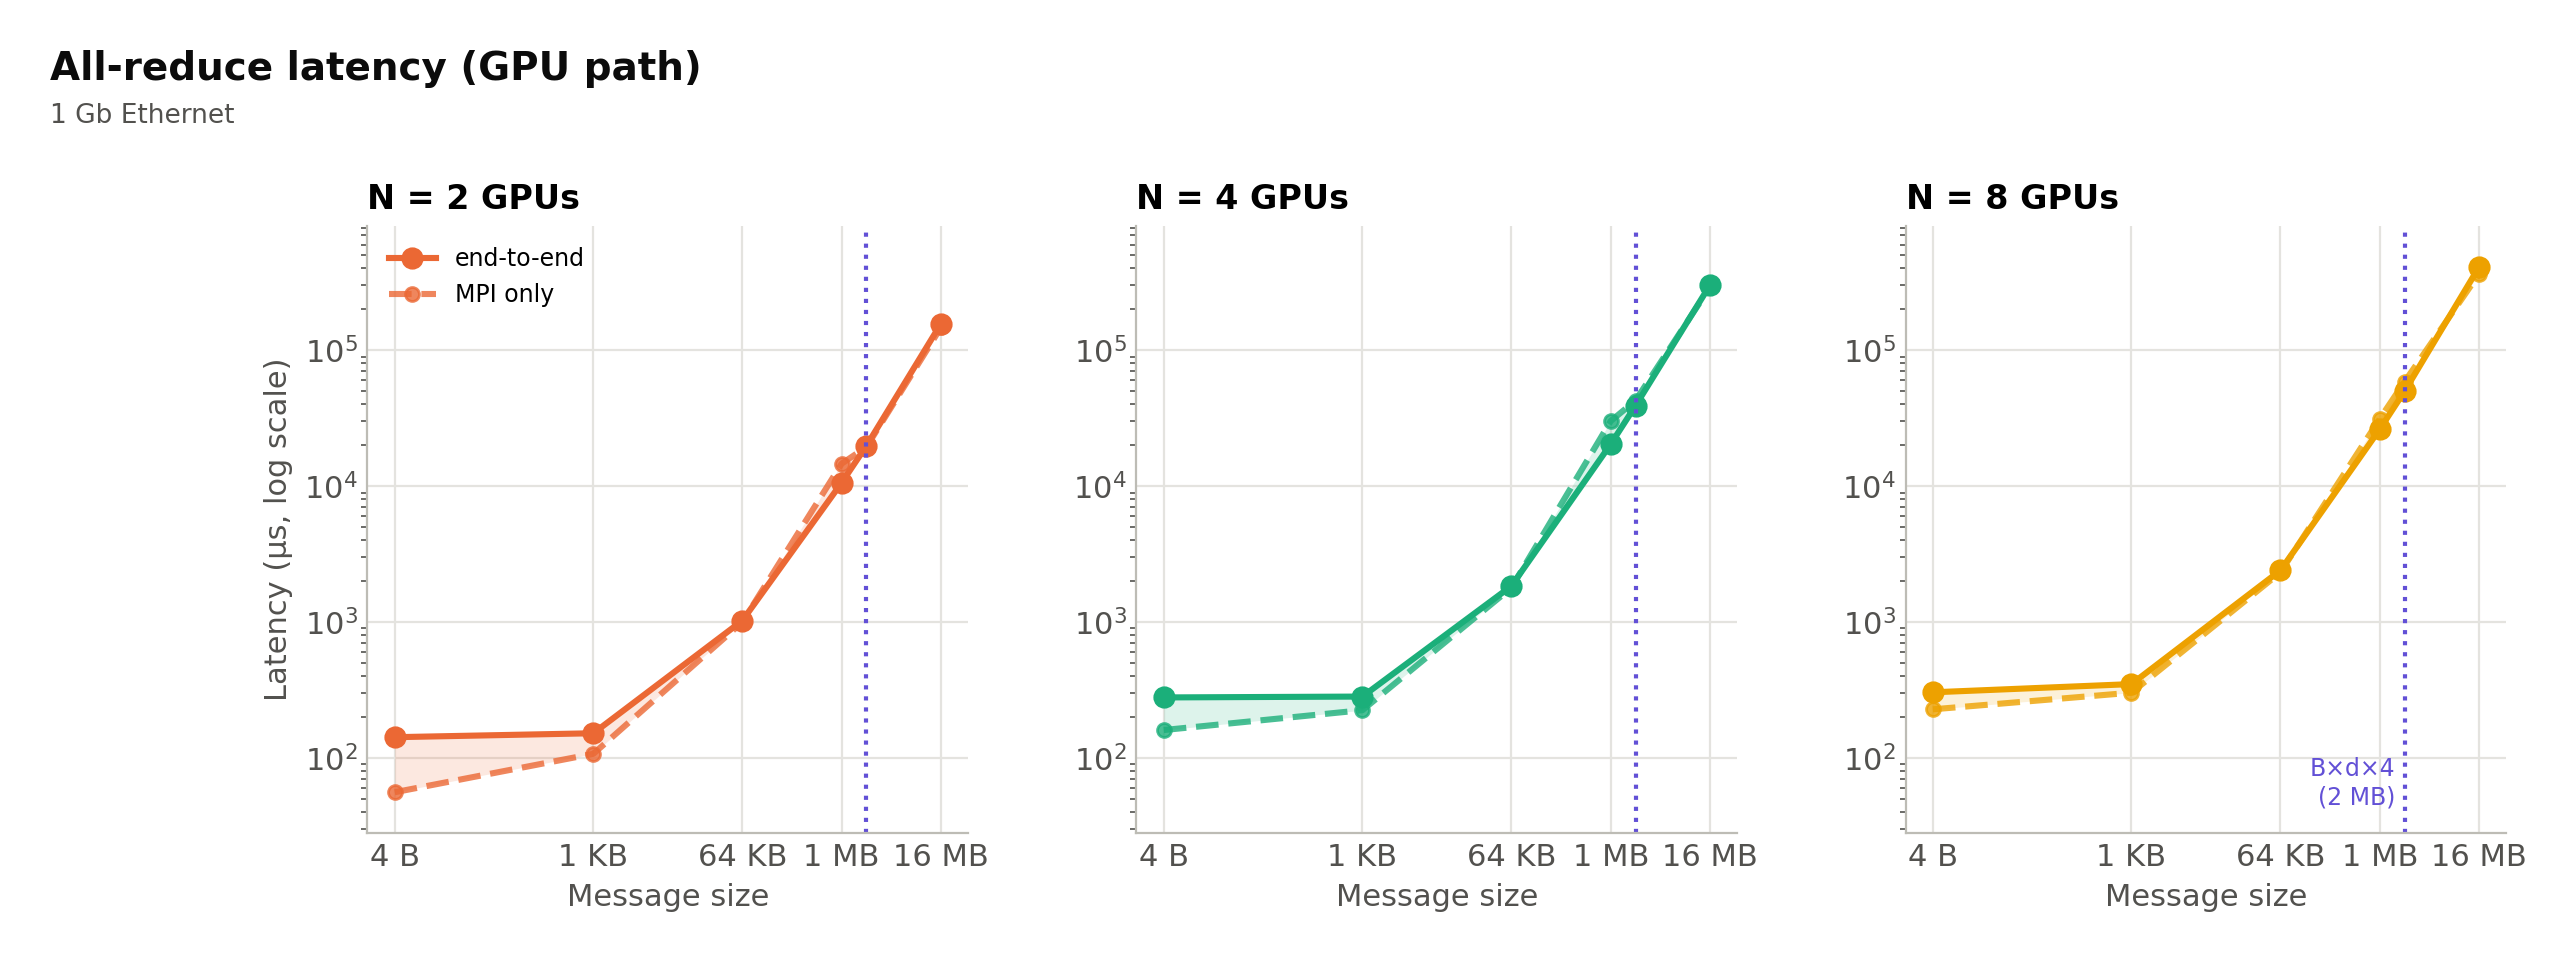 All-reduce latency (GPU path)
1 Gb Ethernet
N = 2 GPUs
end-to-end
MPI only
Latency (µs, log scale)
10⁵
10⁴
10³
10²
4 B 1 KB 64 KB 1 MB 16 MB
Message size
N = 4 GPUs
10⁵
10⁴
10³
10²
4 B 1 KB 64 KB 1 MB 16 MB
Message size
N = 8 GPUs
10⁵
10⁴
10³
10²
B×d×4
(2 MB)
4 B 1 KB 64 KB 1 MB 16 MB
Message size